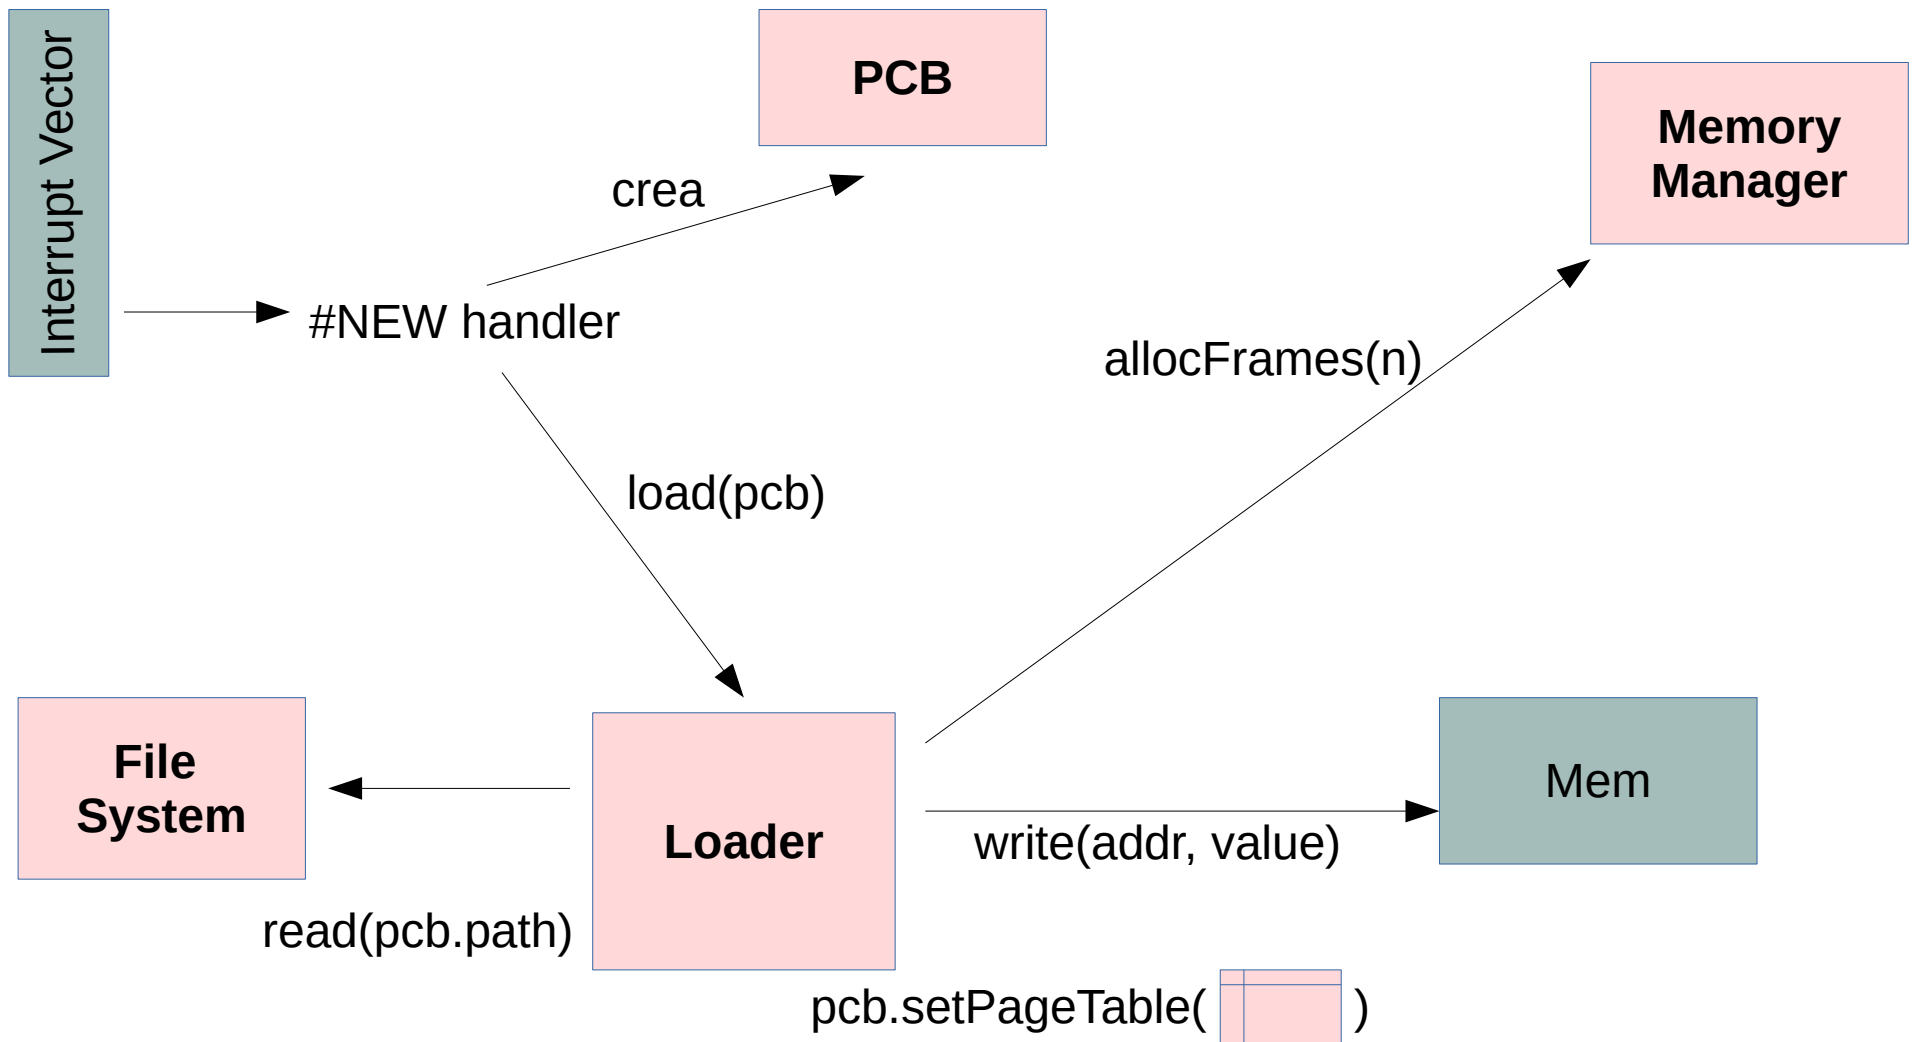 Interrupt Vector
PCB
Memory
Manager
crea
#NEW handler
allocFrames(n)
load(pcb)
File
System
Loader
Mem
write(addr, value)
read(pcb.path)
pcb.setPageTable( )